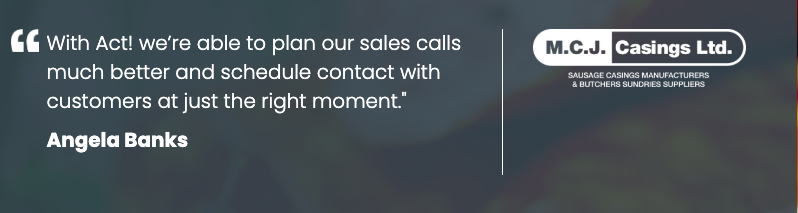 “ With Act! we’re able to plan our sales calls
much better and schedule contact with
customers at just the right moment."
Angela Banks
M.C.J. Casings Ltd.
SAUSAGE CASINGS MANUFACTURERS
& BUTCHERS SUNDRIES SUPPLIERS